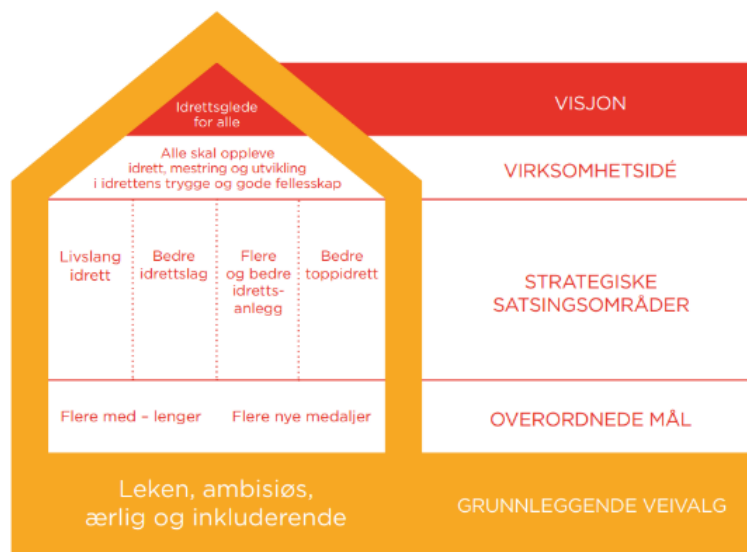 Idrettsglede
for alle
VISJON
Alle skal oppleve
idrett, mestring og utvikling
i idrettens trygge og gode fellesskap
VIRKSOMHETSIDÉ
Livslang
idrett
Bedre
idrettslag
Flere
og bedre
idretts-
anlegg
Bedre
toppidrett
STRATEGISKE
SATSINGSOMRÅDER
Flere med – lenger
Flere nye medaljer
OVERORDNEDE MÅL
Leken, ambisiøs,
ærlig og inkluderende
GRUNNLEGGENDE VEIVALG